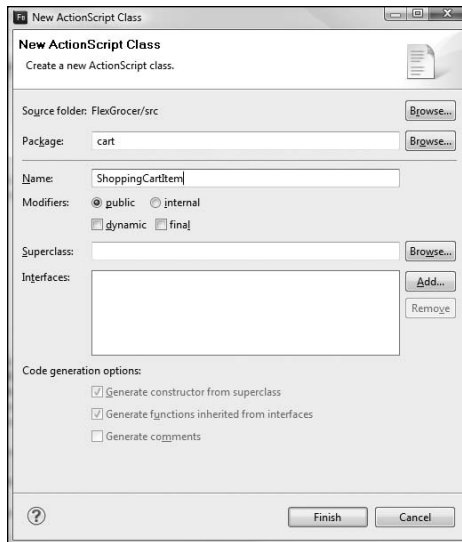 Fb New ActionScript Class
New ActionScript Class
Create a new ActionScript class.
Source folder: FlexGrocer/src Browse...
Package: cart Browse...
Name: ShoppingCartItem
Modifiers: public internal
dynamic final
Superclass: Browse...
Interfaces: Add...
Remove
Code generation options:
Generate constructor from superclass
Generate functions inherited from interfaces
Generate comments
? Finish Cancel